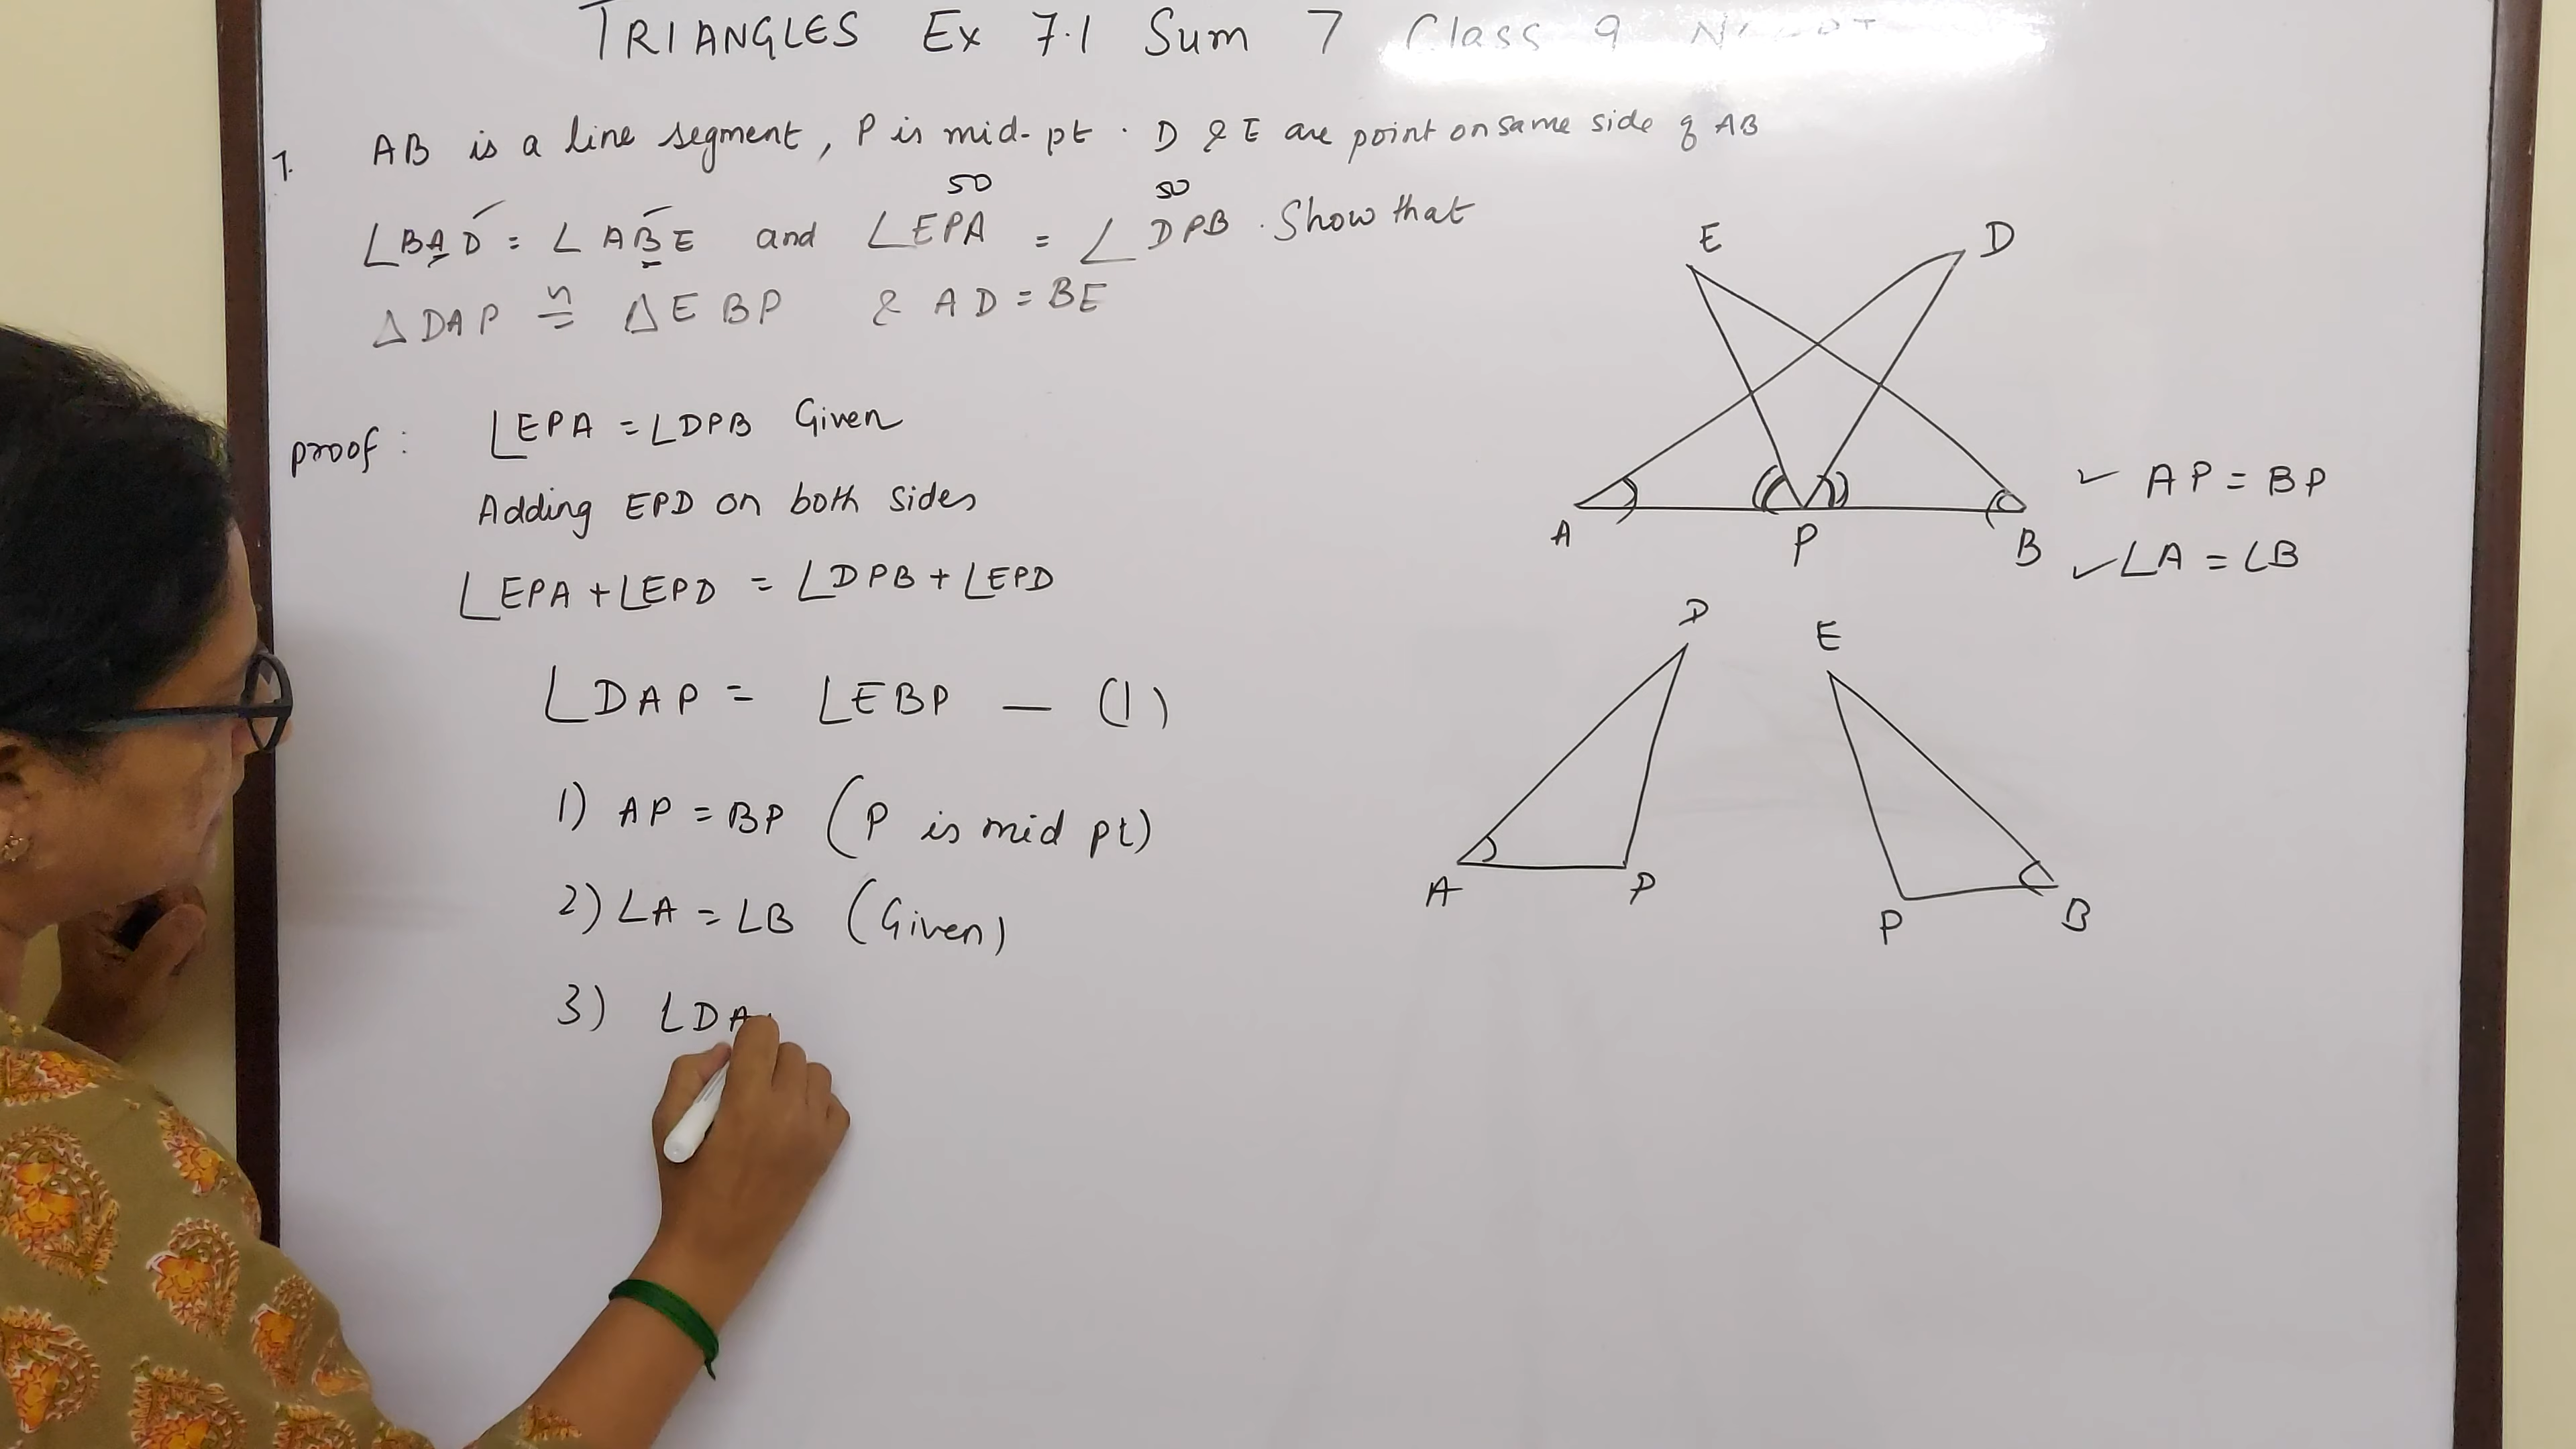 TRIANGLES Ex 7.1 Sum 7 Class 9
7. AB is a line segment, P is mid-pt . D & E are point on same side of AB
50 50
∠BAD = ∠ABE and ∠EPA = ∠DPB . Show that
△DAP ≅ △EBP & AD = BE
proof : ∠EPA = ∠DPB Given
Adding EPD on both sides
∠EPA + ∠EPD = ∠DPB + ∠EPD
∠DAP = ∠EBP — (1)
1) AP = BP (P is mid pt)
2) ∠A = ∠B (Given)
3) ∠DA
E D
A P B
✓ AP = BP
✓ ∠A = ∠B
D E
A P P B